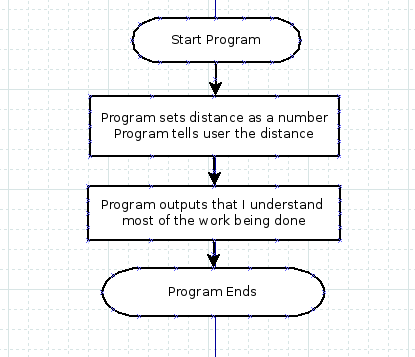 Start Program
Program sets distance as a number
Program tells user the distance
Program outputs that I understand
most of the work being done
Program Ends